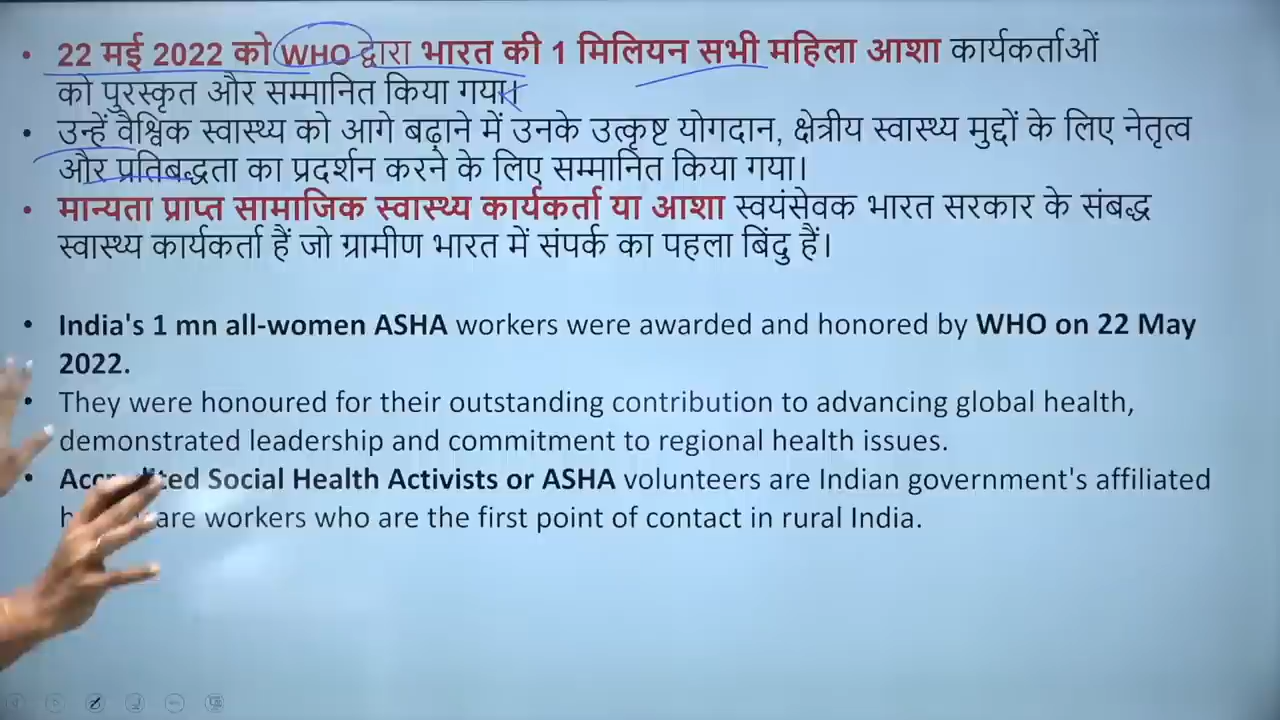 22 मई 2022 को WHO द्वारा भारत की 1 मिलियन सभी महिला आशा कार्यकर्ताओं
को पुरस्कृत और सम्मानित किया गया।
उन्हें वैश्विक स्वास्थ्य को आगे बढ़ाने में उनके उत्कृष्ट योगदान, क्षेत्रीय स्वास्थ्य मुद्दों के लिए नेतृत्व
और प्रतिबद्धता का प्रदर्शन करने के लिए सम्मानित किया गया।
मान्यता प्राप्त सामाजिक स्वास्थ्य कार्यकर्ता या आशा स्वयंसेवक भारत सरकार के संबद्ध
स्वास्थ्य कार्यकर्ता हैं जो ग्रामीण भारत में संपर्क का पहला बिंदु हैं।
India's 1 mn all-women ASHA workers were awarded and honored by WHO on 22 May
2022.
They were honoured for their outstanding contribution to advancing global health,
demonstrated leadership and commitment to regional health issues.
Social Health Activists or ASHA volunteers are Indian government's affiliated
workers who are the first point of contact in rural India.